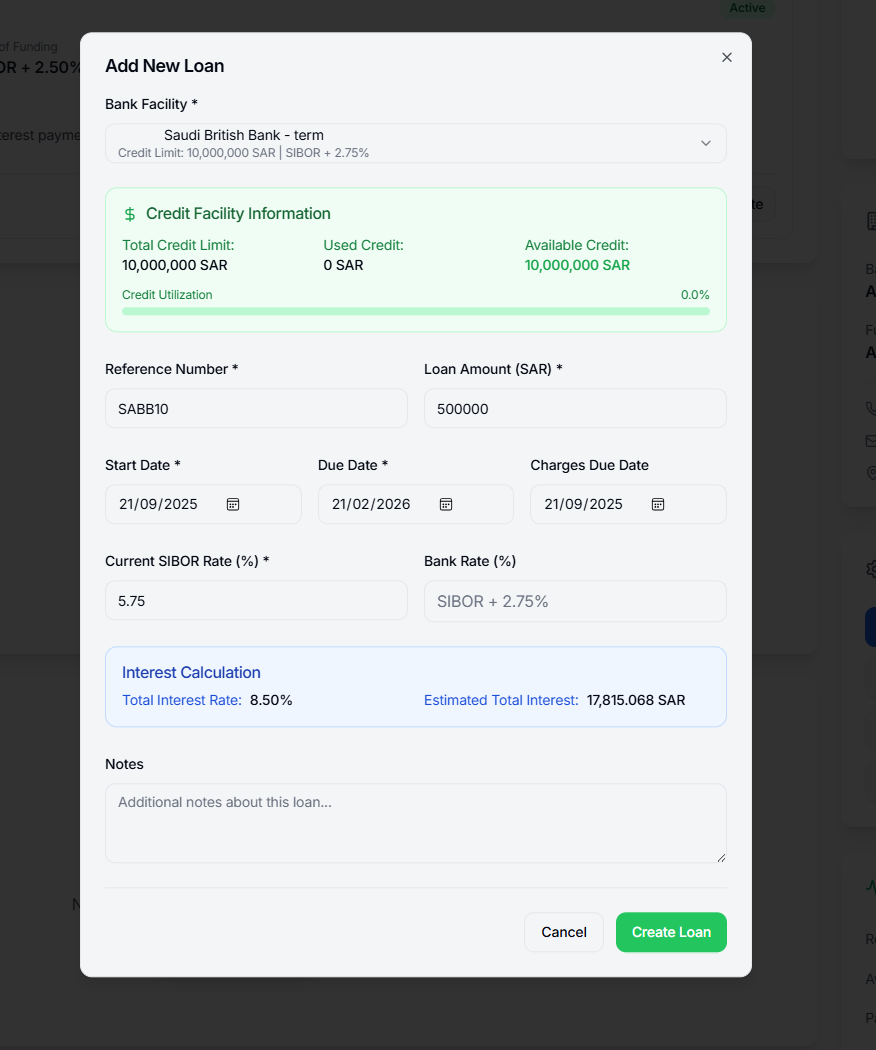 Active
of Funding
OR + 2.50%
Add New Loan
Bank Facility *
erest payme
Saudi British Bank - term
Credit Limit: 10,000,000 SAR | SIBOR + 2.75%
Credit Facility Information
te
Total Credit Limit:
Used Credit:
Available Credit:
10,000,000 SAR
0 SAR
10,000,000 SAR
Credit Utilization
0.0%
Reference Number *
Loan Amount (SAR) *
SABB10
500000
Start Date *
Due Date *
Charges Due Date
21/09/2025
21/02/2026
21/09/2025
Current SIBOR Rate (%) *
Bank Rate (%)
5.75
SIBOR + 2.75%
Interest Calculation
Total Interest Rate: 8.50%
Estimated Total Interest: 17,815.068 SAR
Notes
Additional notes about this loan...
Cancel
Create Loan